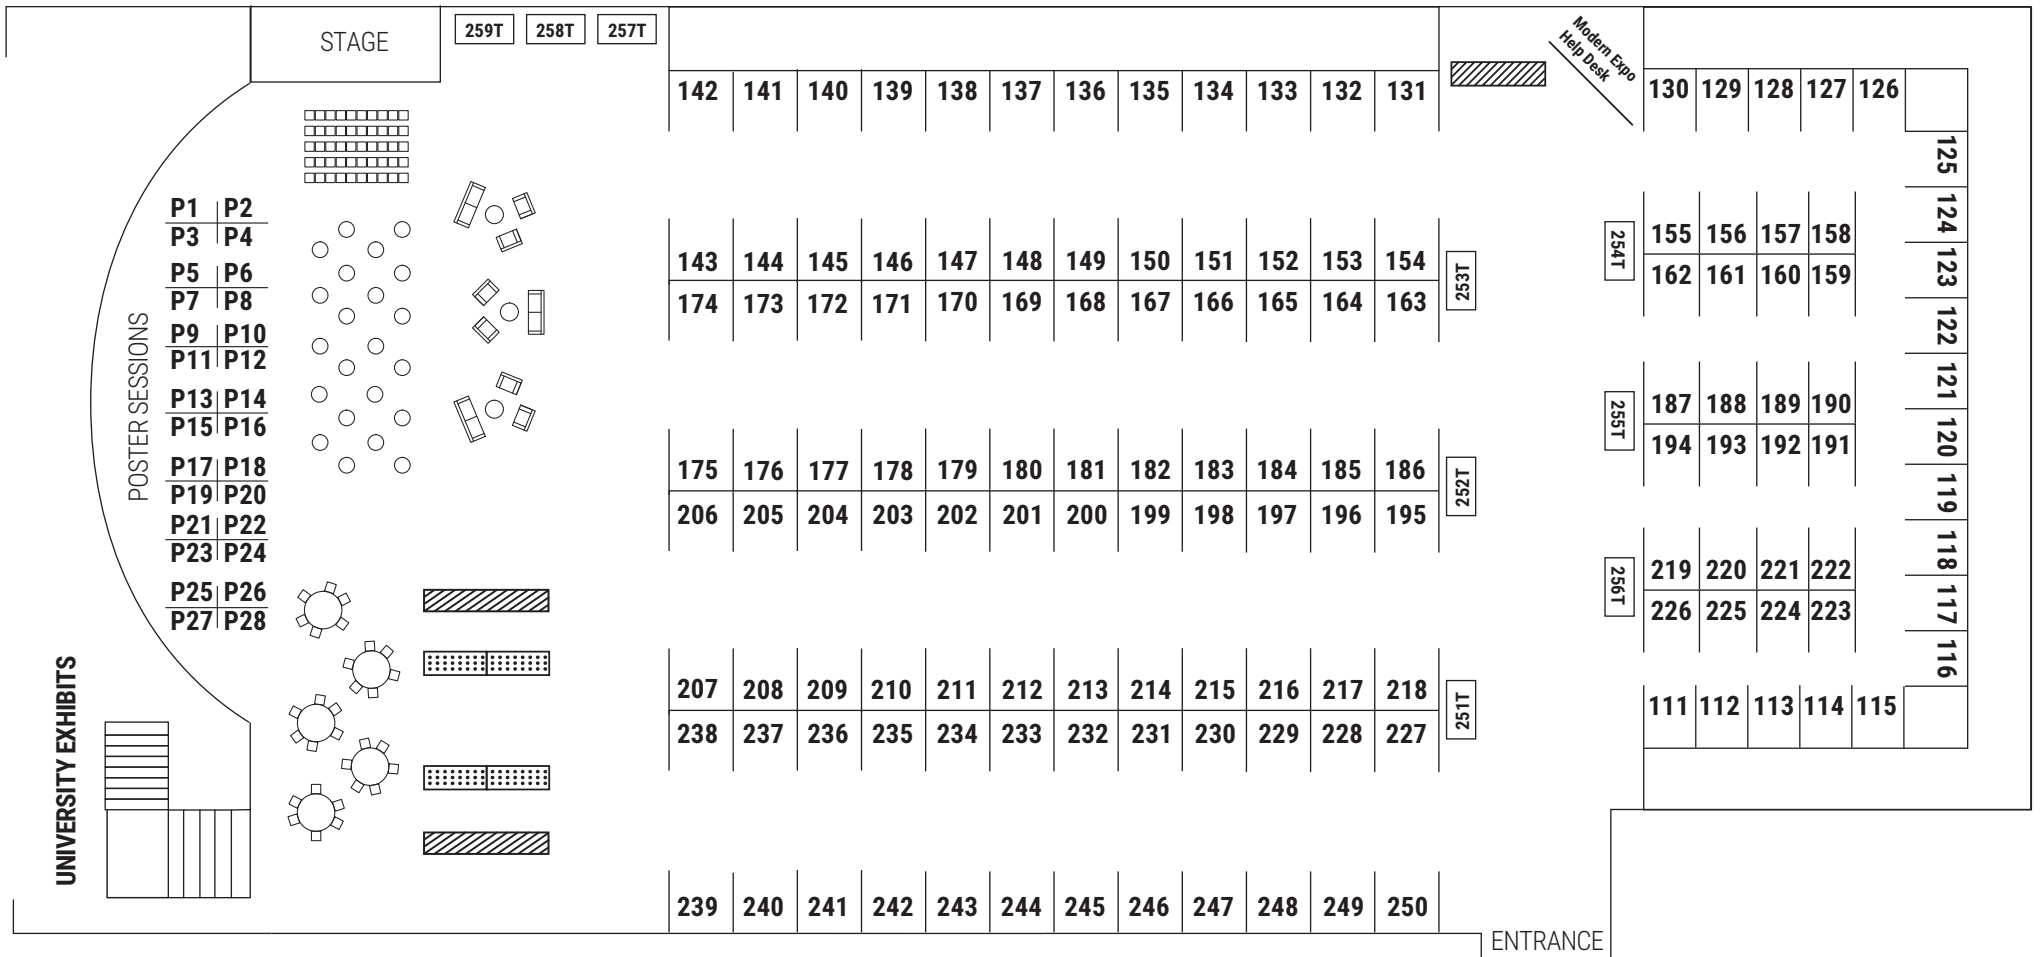 STAGE
259T 258T 257T
Modern Expo
Help Desk
142 141 140 139 138 137 136 135 134 133 132 131
130 129 128 127 126
125
124
123
122
121
120
119
118
117
116
P1 P2
P3 P4
P5 P6
P7 P8
P9 P10
P11 P12
P13 P14
P15 P16
P17 P18
P19 P20
P21 P22
P23 P24
P25 P26
P27 P28
POSTER SESSIONS
UNIVERSITY EXHIBITS
143 144 145 146 147 148 149 150 151 152 153 154
174 173 172 171 170 169 168 167 166 165 164 163
253T
254T
155 156 157 158
162 161 160 159
175 176 177 178 179 180 181 182 183 184 185 186
206 205 204 203 202 201 200 199 198 197 196 195
252T
255T
187 188 189 190
194 193 192 191
207 208 209 210 211 212 213 214 215 216 217 218
238 237 236 235 234 233 232 231 230 229 228 227
251T
256T
219 220 221 222
226 225 224 223
111 112 113 114 115
239 240 241 242 243 244 245 246 247 248 249 250
ENTRANCE